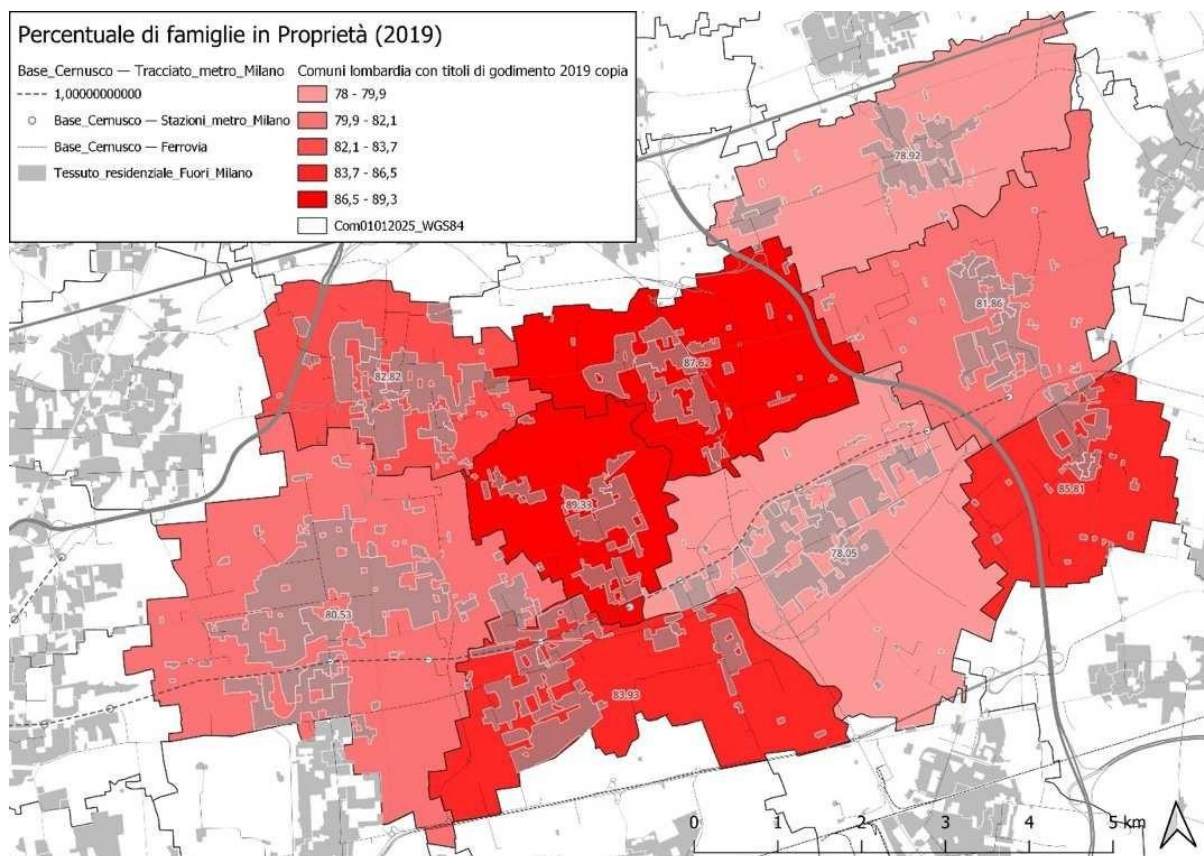 Percentuale di famiglie in Proprietà (2019)
Base_Cernusco — Tracciato_metro_Milano
1,00000000000
Base_Cernusco — Stazioni_metro_Milano
Base_Cernusco — Ferrovia
Tessuto_residenziale_Fuori_Milano
Comuni lombardia con titoli di godimento 2019 copia
78 - 79,9
79,9 - 82,1
82,1 - 83,7
83,7 - 86,5
86,5 - 89,3
Com01012025_WGS84
78.92
81.86
87.62
82.82
85.81
89.33
78.05
80.53
83.93
0 1 2 3 4 5 km